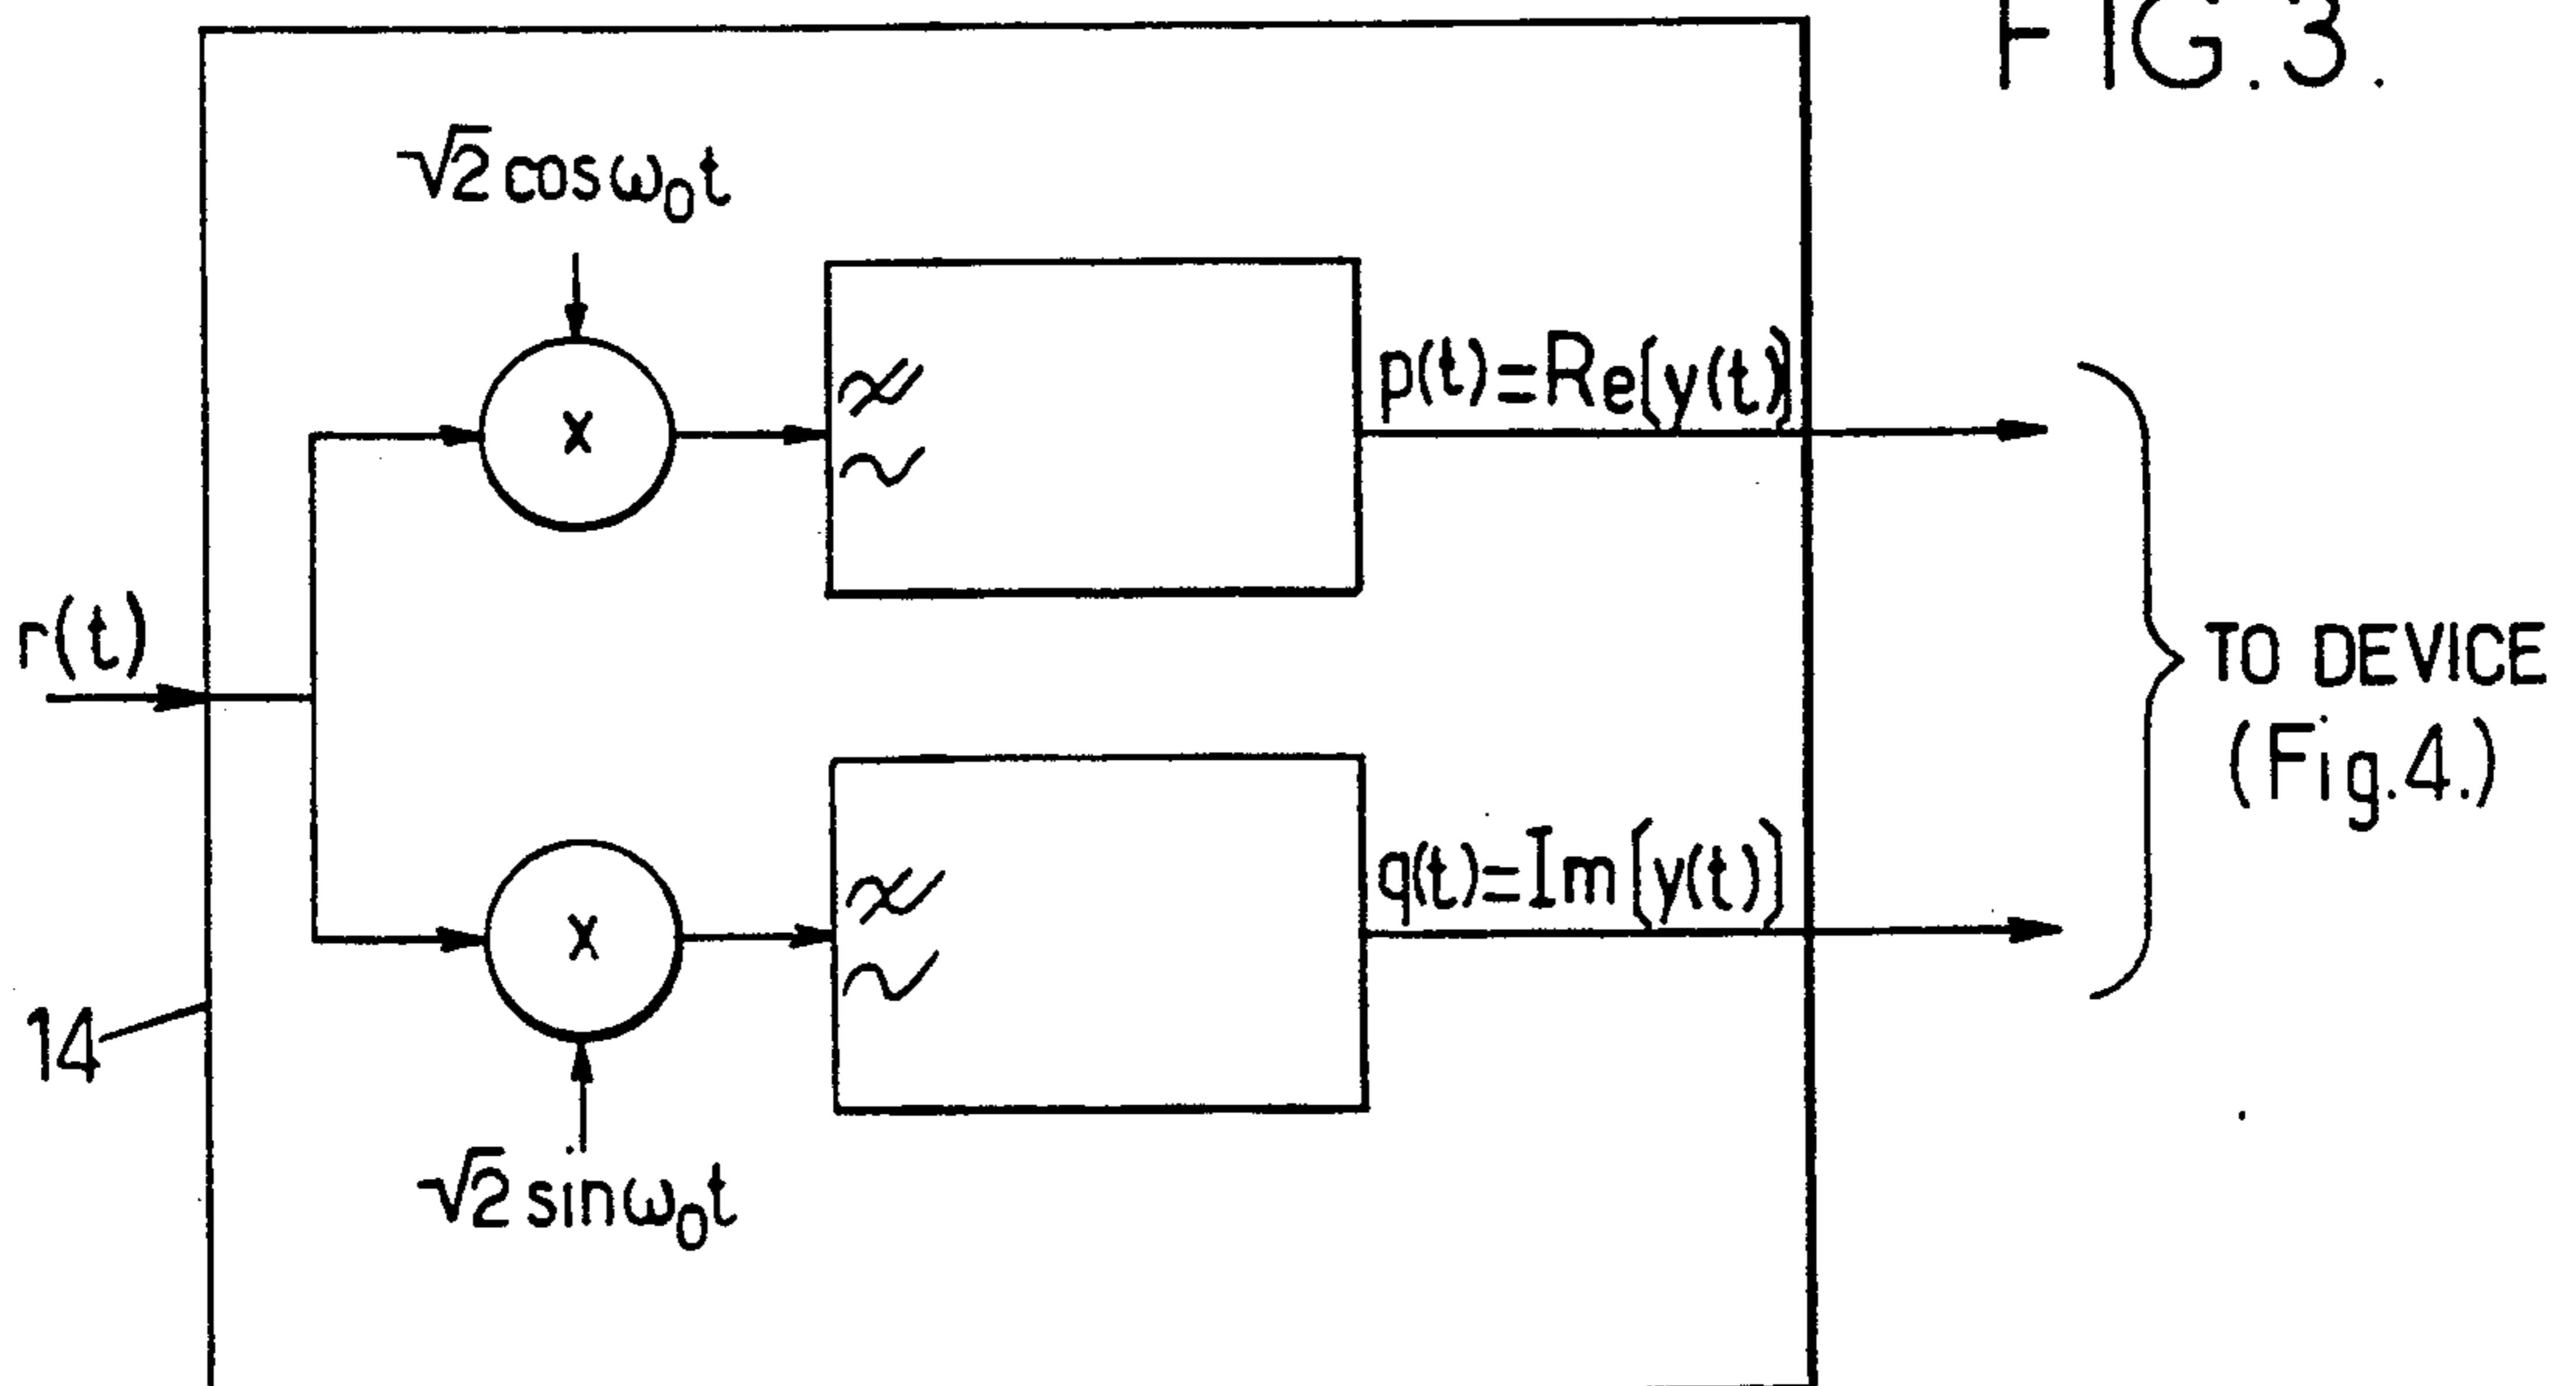 FIG.3.
√2 cosω₀t
x
p(t)=Re[y(t)]
r(t)
TO DEVICE
(Fig.4.)
x
q(t)=Im[y(t)]
14
√2 sinω₀t